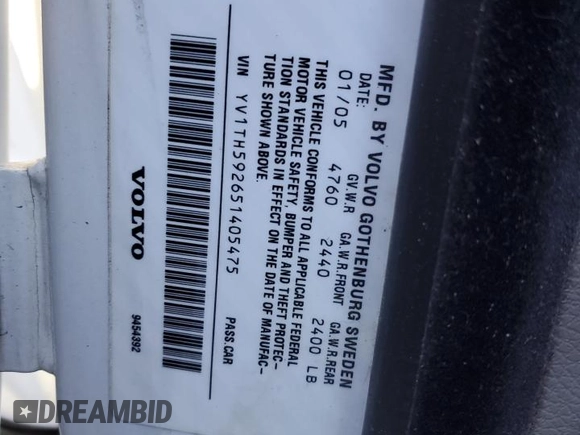 MFD. BY VOLVO GOTHENBURG SWEDEN
DATE: GV.W.R GA.W.R.FRONT GA.W.R.REAR
01/05 4760 2440 2400 LB
THIS VEHICLE CONFORMS TO ALL APPLICABLE FEDERAL
MOTOR VEHICLE SAFETY, BUMPER AND THEFT PROTEC-
TION STANDARDS IN EFFECT ON THE DATE OF MANUFAC-
TURE SHOWN ABOVE.
VIN YV1TH592651405475 PASS.CAR
VOLVO 9454392
DREAMBID